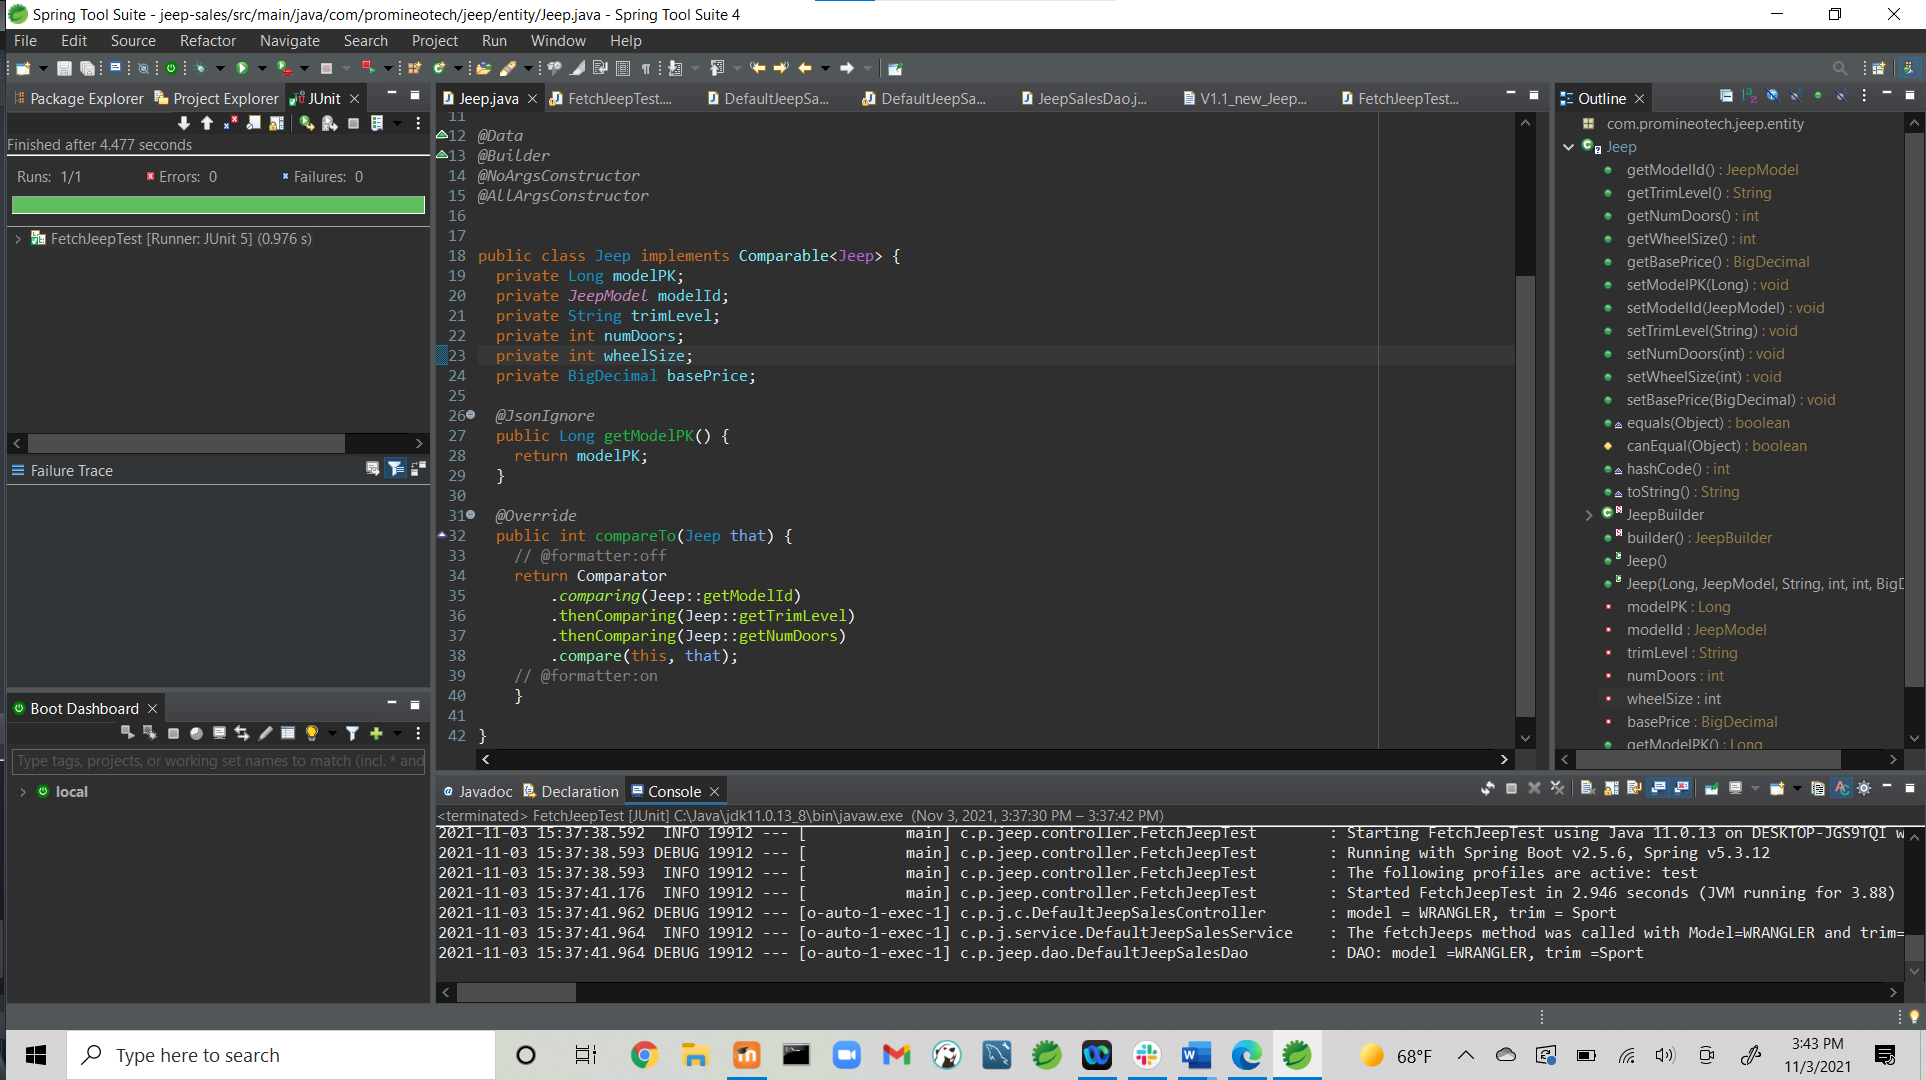 Spring Tool Suite - jeep-sales/src/main/java/com/promineotech/jeep/entity/Jeep.java - Spring Tool Suite 4
File Edit Source Refactor Navigate Search Project Run Window Help
Package Explorer Project Explorer JUnit
Finished after 4.477 seconds
Runs: 1/1 Errors: 0 Failures: 0
FetchJeepTest [Runner: JUnit 5] (0.976 s)
Failure Trace
Boot Dashboard
Type tags, projects, or working set names to match (incl. * and
local
Jeep.java FetchJeepTest.... DefaultJeepSa... DefaultJeepSa... JeepSalesDao.j... V1.1_new_Jeep... FetchJeepTest...
11
12 @Data
13 @Builder
14 @NoArgsConstructor
15 @AllArgsConstructor
16
17
18 public class Jeep implements Comparable<Jeep> {
19 private Long modelPK;
20 private JeepModel modelId;
21 private String trimLevel;
22 private int numDoors;
23 private int wheelSize;
24 private BigDecimal basePrice;
25
26 @JsonIgnore
27 public Long getModelPK() {
28 return modelPK;
29 }
30
31 @Override
32 public int compareTo(Jeep that) {
33 // @formatter:off
34 return Comparator
35 .comparing(Jeep::getModelId)
36 .thenComparing(Jeep::getTrimLevel)
37 .thenComparing(Jeep::getNumDoors)
38 .compare(this, that);
39 // @formatter:on
40 }
41
42 }
Outline
com.promineotech.jeep.entity
Jeep
getModelId() : JeepModel
getTrimLevel() : String
getNumDoors() : int
getWheelSize() : int
getBasePrice() : BigDecimal
setModelPK(Long) : void
setModelId(JeepModel) : void
setTrimLevel(String) : void
setNumDoors(int) : void
setWheelSize(int) : void
setBasePrice(BigDecimal) : void
equals(Object) : boolean
canEqual(Object) : boolean
hashCode() : int
toString() : String
JeepBuilder
builder() : JeepBuilder
Jeep()
Jeep(Long, JeepModel, String, int, int, BigD
modelPK : Long
modelId : JeepModel
trimLevel : String
numDoors : int
wheelSize : int
basePrice : BigDecimal
getModelPK() : Long
Javadoc Declaration Console
<terminated> FetchJeepTest [JUnit] C:\Java\jdk11.0.13_8\bin\javaw.exe (Nov 3, 2021, 3:37:30 PM – 3:37:42 PM)
2021-11-03 15:37:38.592 INFO 19912 --- [ main] c.p.jeep.controller.FetchJeepTest : Starting FetchJeepTest using Java 11.0.13 on DESKTOP-JGS9TQI w
2021-11-03 15:37:38.593 DEBUG 19912 --- [ main] c.p.jeep.controller.FetchJeepTest : Running with Spring Boot v2.5.6, Spring v5.3.12
2021-11-03 15:37:38.593 INFO 19912 --- [ main] c.p.jeep.controller.FetchJeepTest : The following profiles are active: test
2021-11-03 15:37:41.176 INFO 19912 --- [ main] c.p.jeep.controller.FetchJeepTest : Started FetchJeepTest in 2.946 seconds (JVM running for 3.88)
2021-11-03 15:37:41.962 DEBUG 19912 --- [o-auto-1-exec-1] c.p.j.c.DefaultJeepSalesController : model = WRANGLER, trim = Sport
2021-11-03 15:37:41.964 INFO 19912 --- [o-auto-1-exec-1] c.p.j.service.DefaultJeepSalesService : The fetchJeeps method was called with Model=WRANGLER and trim=
2021-11-03 15:37:41.964 DEBUG 19912 --- [o-auto-1-exec-1] c.p.jeep.dao.DefaultJeepSalesDao : DAO: model =WRANGLER, trim =Sport
Type here to search
68°F
3:43 PM
11/3/2021